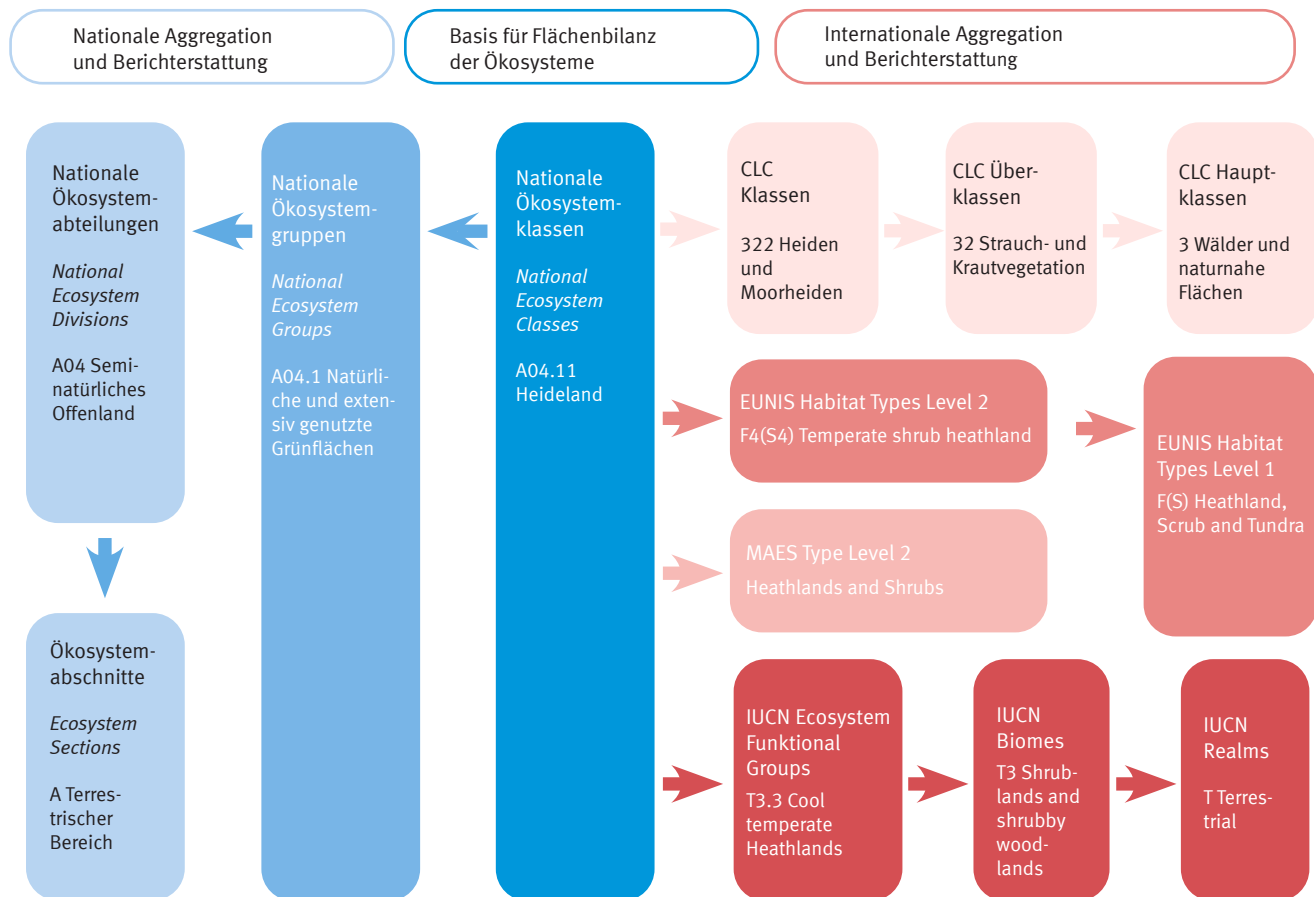 Nationale Aggregation
und Berichterstattung
Basis für Flächenbilanz
der Ökosysteme
Internationale Aggregation
und Berichterstattung
Nationale
Ökosystem-
abteilungen
National
Ecosystem
Divisions
A04 Semi-
natürliches
Offenland
Ökosystem-
abschnitte
Ecosystem
Sections
A Terres-
trischer
Bereich
Nationale
Ökosystem-
gruppen
National
Ecosystem
Groups
A04.1 Natürli-
che und exten-
siv genutzte
Grünflächen
Nationale
Ökosystem-
klassen
National
Ecosystem
Classes
A04.11
Heideland
CLC
Klassen
322 Heiden
und
Moorheiden
CLC Über-
klassen
32 Strauch- und
Krautvegetation
CLC Haupt-
klassen
3 Wälder und
naturnahe
Flächen
EUNIS Habitat Types Level 2
F4(S4) Temperate shrub heathland
EUNIS Habitat
Types Level 1
F(S) Heathland,
Scrub and Tundra
MAES Type Level 2
Heathlands and Shrubs
IUCN Ecosystem
Funktional
Groups
T3.3 Cool
temperate
Heathlands
IUCN
Biomes
T3 Shrub-
lands and
shrubby
wood-
lands
IUCN
Realms
T Terres-
trial